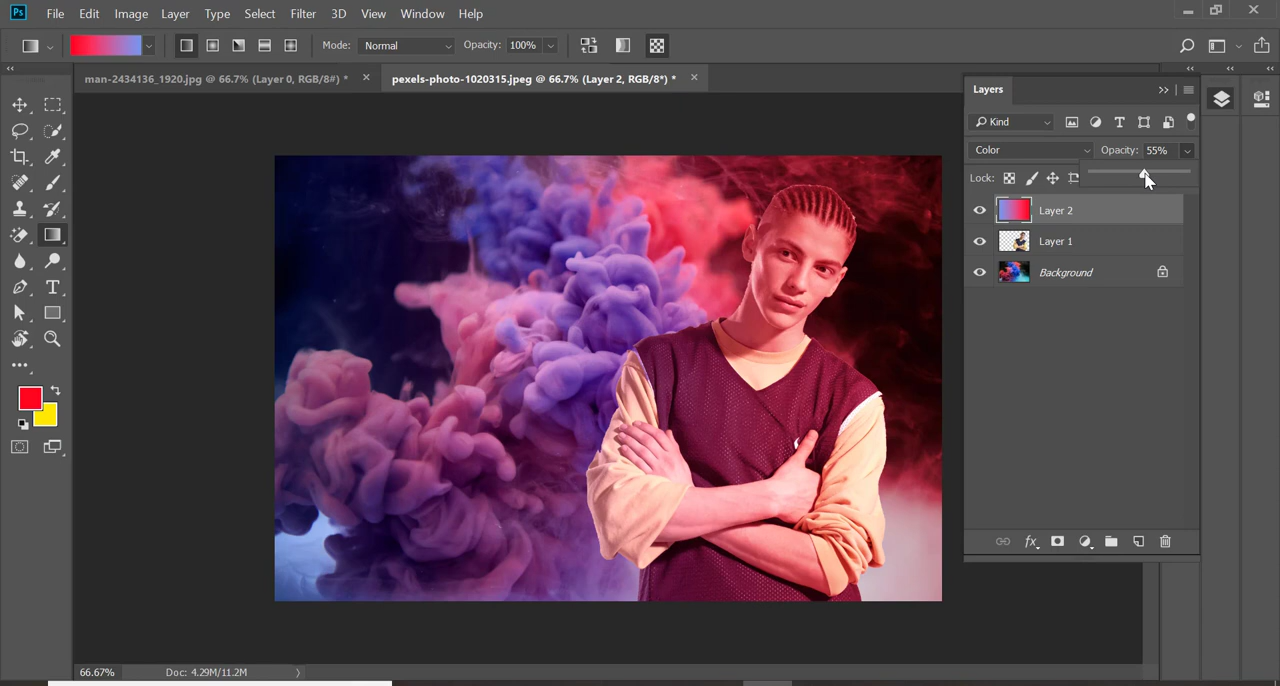 Ps File Edit Image Layer Type Select Filter 3D View Window Help
Mode: Normal Opacity: 100%
man-2434136_1920.jpg @ 66.7% (Layer 0, RGB/8#) * × pexels-photo-1020315.jpeg @ 66.7% (Layer 2, RGB/8*) * ×
Layers
Kind
Color Opacity: 55%
Lock:
Layer 2
Layer 1
Background
fx
66.67% Doc: 4.29M/11.2M